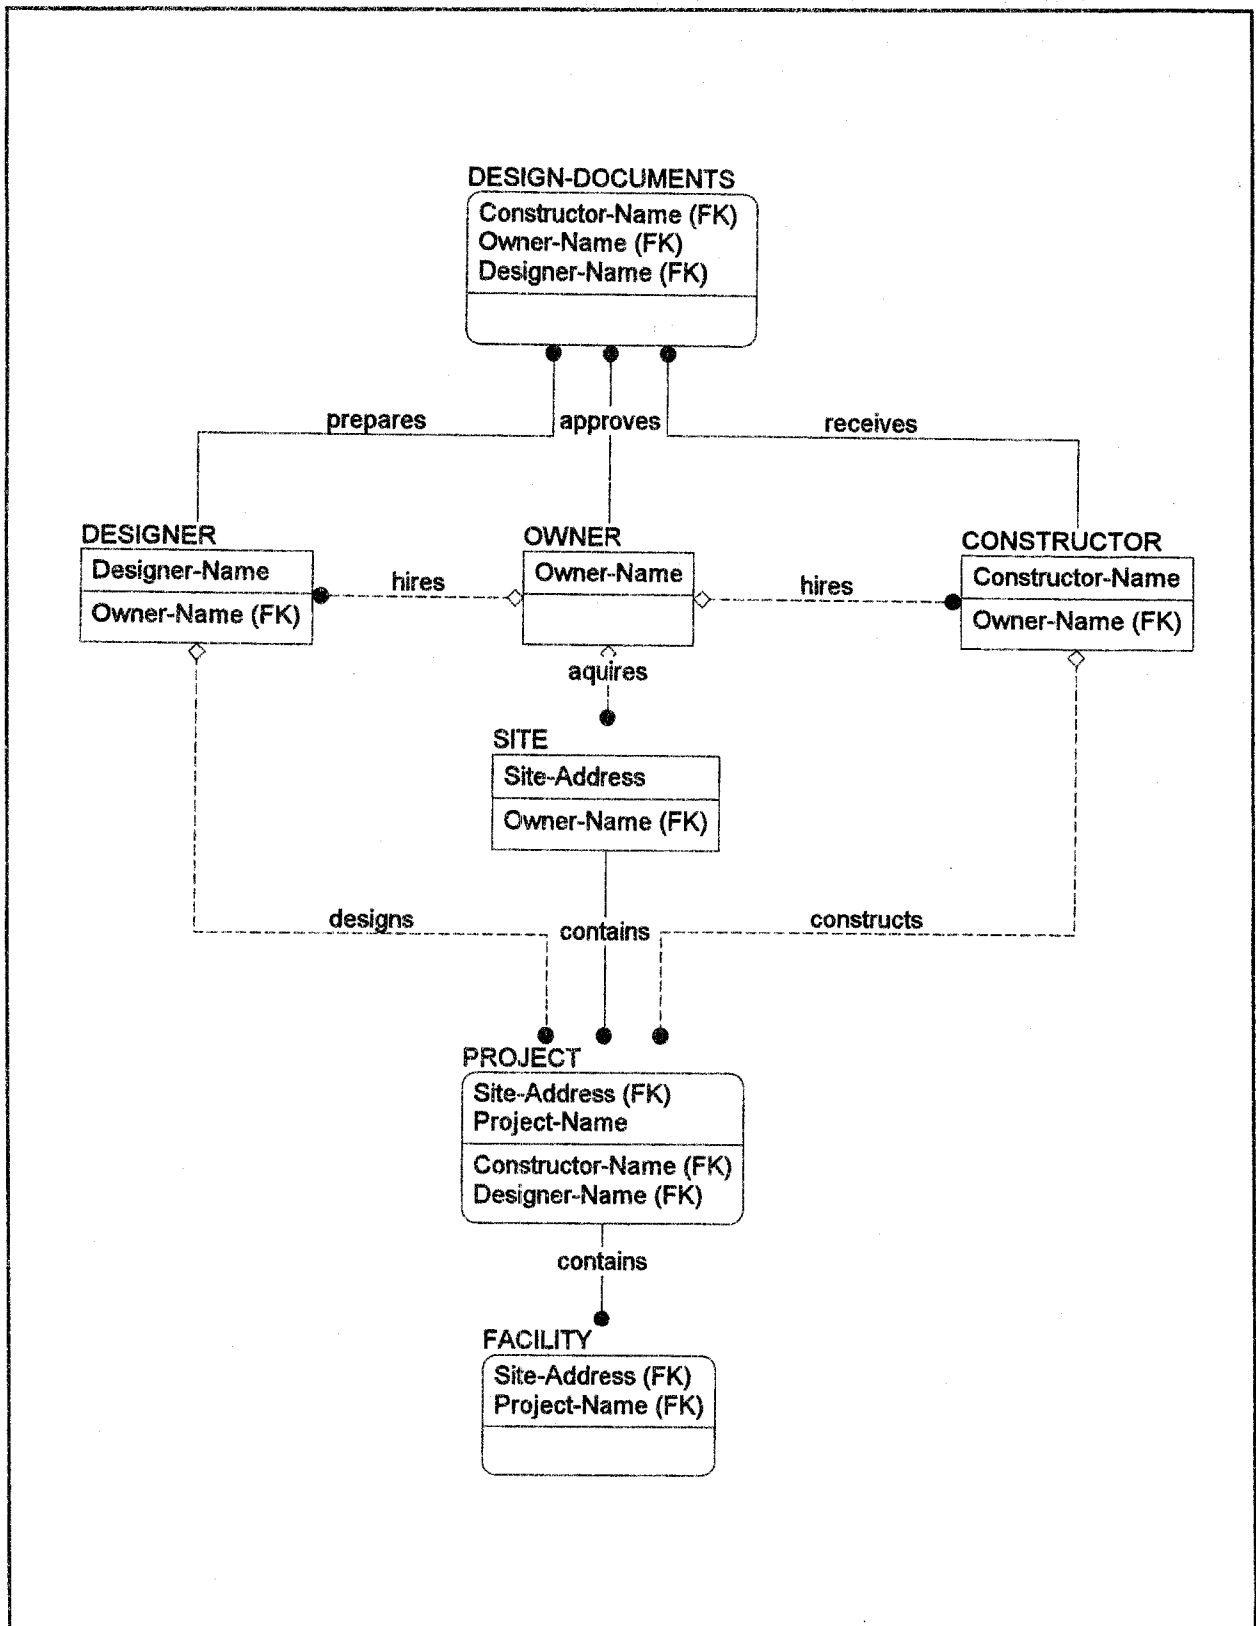 DESIGN-DOCUMENTS
Constructor-Name (FK)
Owner-Name (FK)
Designer-Name (FK)
prepares
approves
receives
DESIGNER
Designer-Name
Owner-Name (FK)
hires
OWNER
Owner-Name
hires
CONSTRUCTOR
Constructor-Name
Owner-Name (FK)
aquires
SITE
Site-Address
Owner-Name (FK)
designs
contains
constructs
PROJECT
Site-Address (FK)
Project-Name
Constructor-Name (FK)
Designer-Name (FK)
contains
FACILITY
Site-Address (FK)
Project-Name (FK)